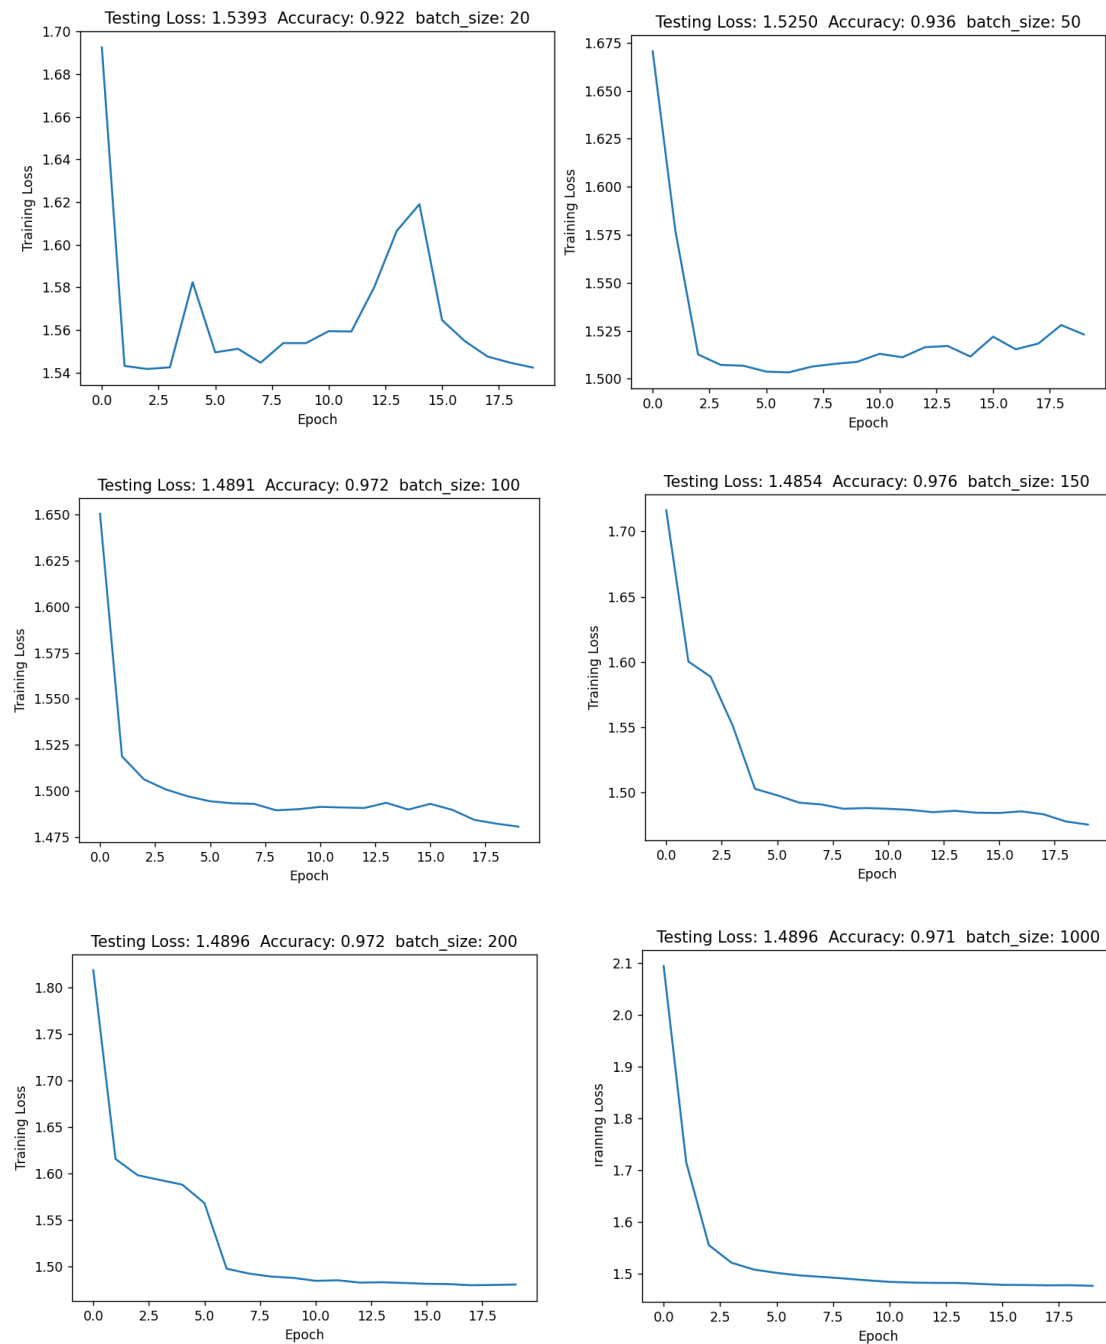 Testing Loss: 1.5393  Accuracy: 0.922  batch_size: 20
1.70
1.68
1.66
1.64
1.62
1.60
1.58
1.56
1.54
Training Loss
0.0 2.5 5.0 7.5 10.0 12.5 15.0 17.5
Epoch
Testing Loss: 1.5250  Accuracy: 0.936  batch_size: 50
1.675
1.650
1.625
1.600
1.575
1.550
1.525
1.500
Training Loss
0.0 2.5 5.0 7.5 10.0 12.5 15.0 17.5
Epoch
Testing Loss: 1.4891  Accuracy: 0.972  batch_size: 100
1.650
1.625
1.600
1.575
1.550
1.525
1.500
1.475
Training Loss
0.0 2.5 5.0 7.5 10.0 12.5 15.0 17.5
Epoch
Testing Loss: 1.4854  Accuracy: 0.976  batch_size: 150
1.70
1.65
1.60
1.55
1.50
Training Loss
0.0 2.5 5.0 7.5 10.0 12.5 15.0 17.5
Epoch
Testing Loss: 1.4896  Accuracy: 0.972  batch_size: 200
1.80
1.75
1.70
1.65
1.60
1.55
1.50
Training Loss
0.0 2.5 5.0 7.5 10.0 12.5 15.0 17.5
Epoch
Testing Loss: 1.4896  Accuracy: 0.971  batch_size: 1000
2.1
2.0
1.9
1.8
1.7
1.6
1.5
Training Loss
0.0 2.5 5.0 7.5 10.0 12.5 15.0 17.5
Epoch